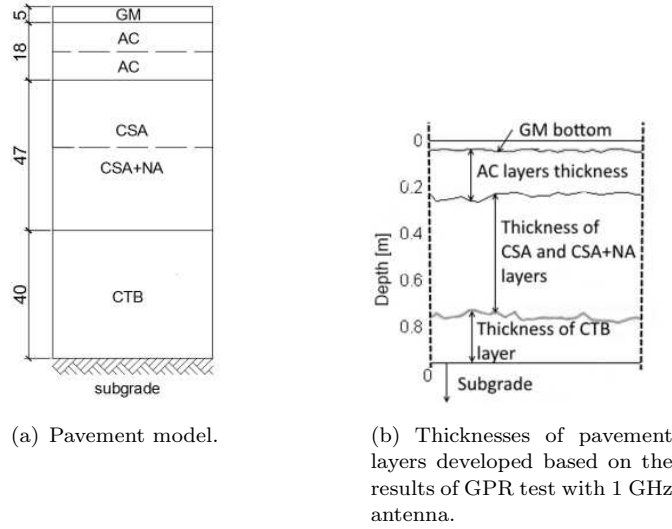 5
GM
18
AC
AC
47
CSA
CSA+NA
40
CTB
subgrade
(a) Pavement model.
0
GM bottom
AC layers thickness
0.2
Thickness of
CSA and CSA+NA
layers
0.4
0.6
Depth [m]
0.8
Thickness of CTB
layer
0
Subgrade
(b) Thicknesses of pavement
layers developed based on the
results of GPR test with 1 GHz
antenna.